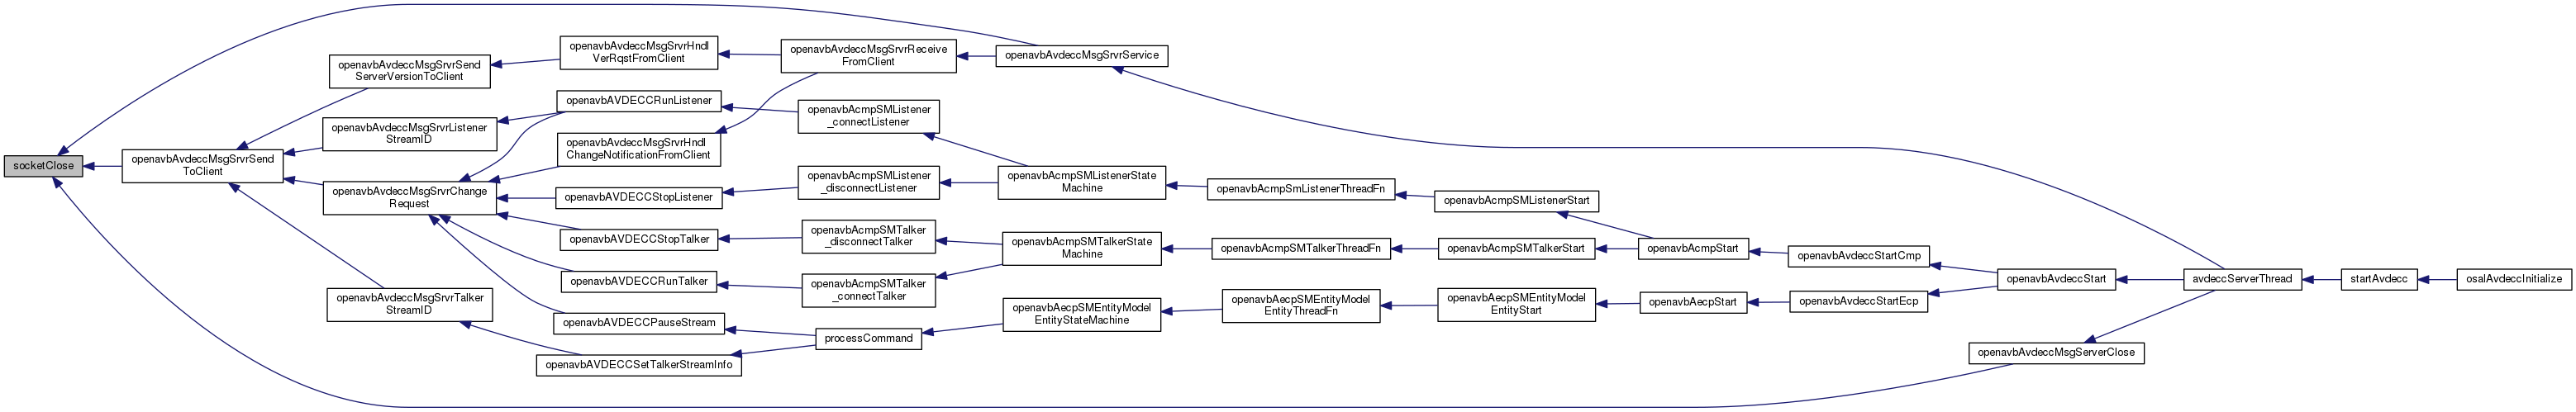 socketClose
openavbAvdeccMsgSrvrSend
ToClient
openavbAvdeccMsgSrvrSend
ServerVersionToClient
openavbAvdeccMsgSrvrListener
StreamID
openavbAvdeccMsgSrvrChange
Request
openavbAvdeccMsgSrvrTalker
StreamID
openavbAvdeccMsgSrvrHndl
VerRqstFromClient
openavbAVDECCRunListener
openavbAvdeccMsgSrvrHndl
ChangeNotificationFromClient
openavbAVDECCStopListener
openavbAVDECCStopTalker
openavbAVDECCRunTalker
openavbAVDECCPauseStream
openavbAVDECCSetTalkerStreamInfo
openavbAvdeccMsgSrvrReceive
FromClient
openavbAcmpSMListener
_connectListener
openavbAcmpSMListener
_disconnectListener
openavbAcmpSMTalker
_disconnectTalker
openavbAcmpSMTalker
_connectTalker
processCommand
openavbAvdeccMsgSrvrService
openavbAcmpSMListenerState
Machine
openavbAcmpSMTalkerState
Machine
openavbAecpSMEntityModel
EntityStateMachine
openavbAcmpSmListenerThreadFn
openavbAcmpSMTalkerThreadFn
openavbAecpSMEntityModel
EntityThreadFn
openavbAcmpSMListenerStart
openavbAcmpSMTalkerStart
openavbAecpSMEntityModel
EntityStart
openavbAcmpStart
openavbAecpStart
openavbAvdeccStartCmp
openavbAvdeccStartEcp
openavbAvdeccStart
openavbAvdeccMsgServerClose
avdeccServerThread
startAvdecc
osalAvdeccInitialize